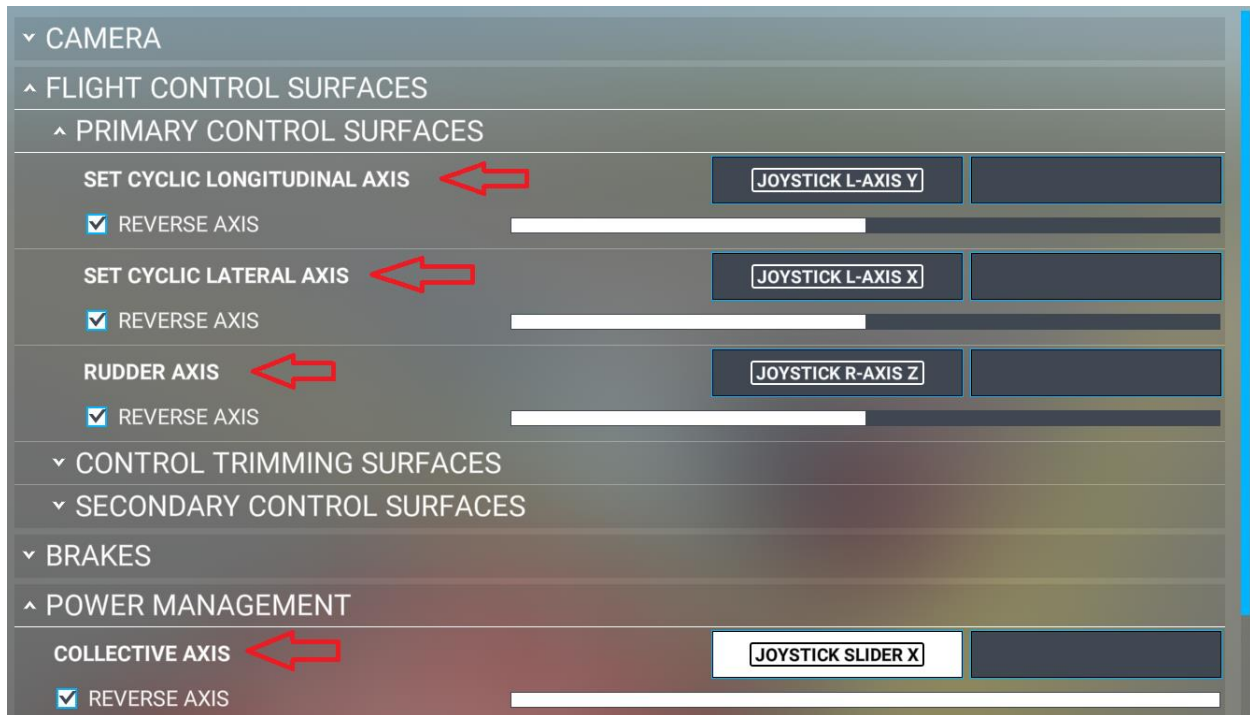 CAMERA
FLIGHT CONTROL SURFACES
PRIMARY CONTROL SURFACES
SET CYCLIC LONGITUDINAL AXIS JOYSTICK L-AXIS Y
REVERSE AXIS
SET CYCLIC LATERAL AXIS JOYSTICK L-AXIS X
REVERSE AXIS
RUDDER AXIS JOYSTICK R-AXIS Z
REVERSE AXIS
CONTROL TRIMMING SURFACES
SECONDARY CONTROL SURFACES
BRAKES
POWER MANAGEMENT
COLLECTIVE AXIS JOYSTICK SLIDER X
REVERSE AXIS